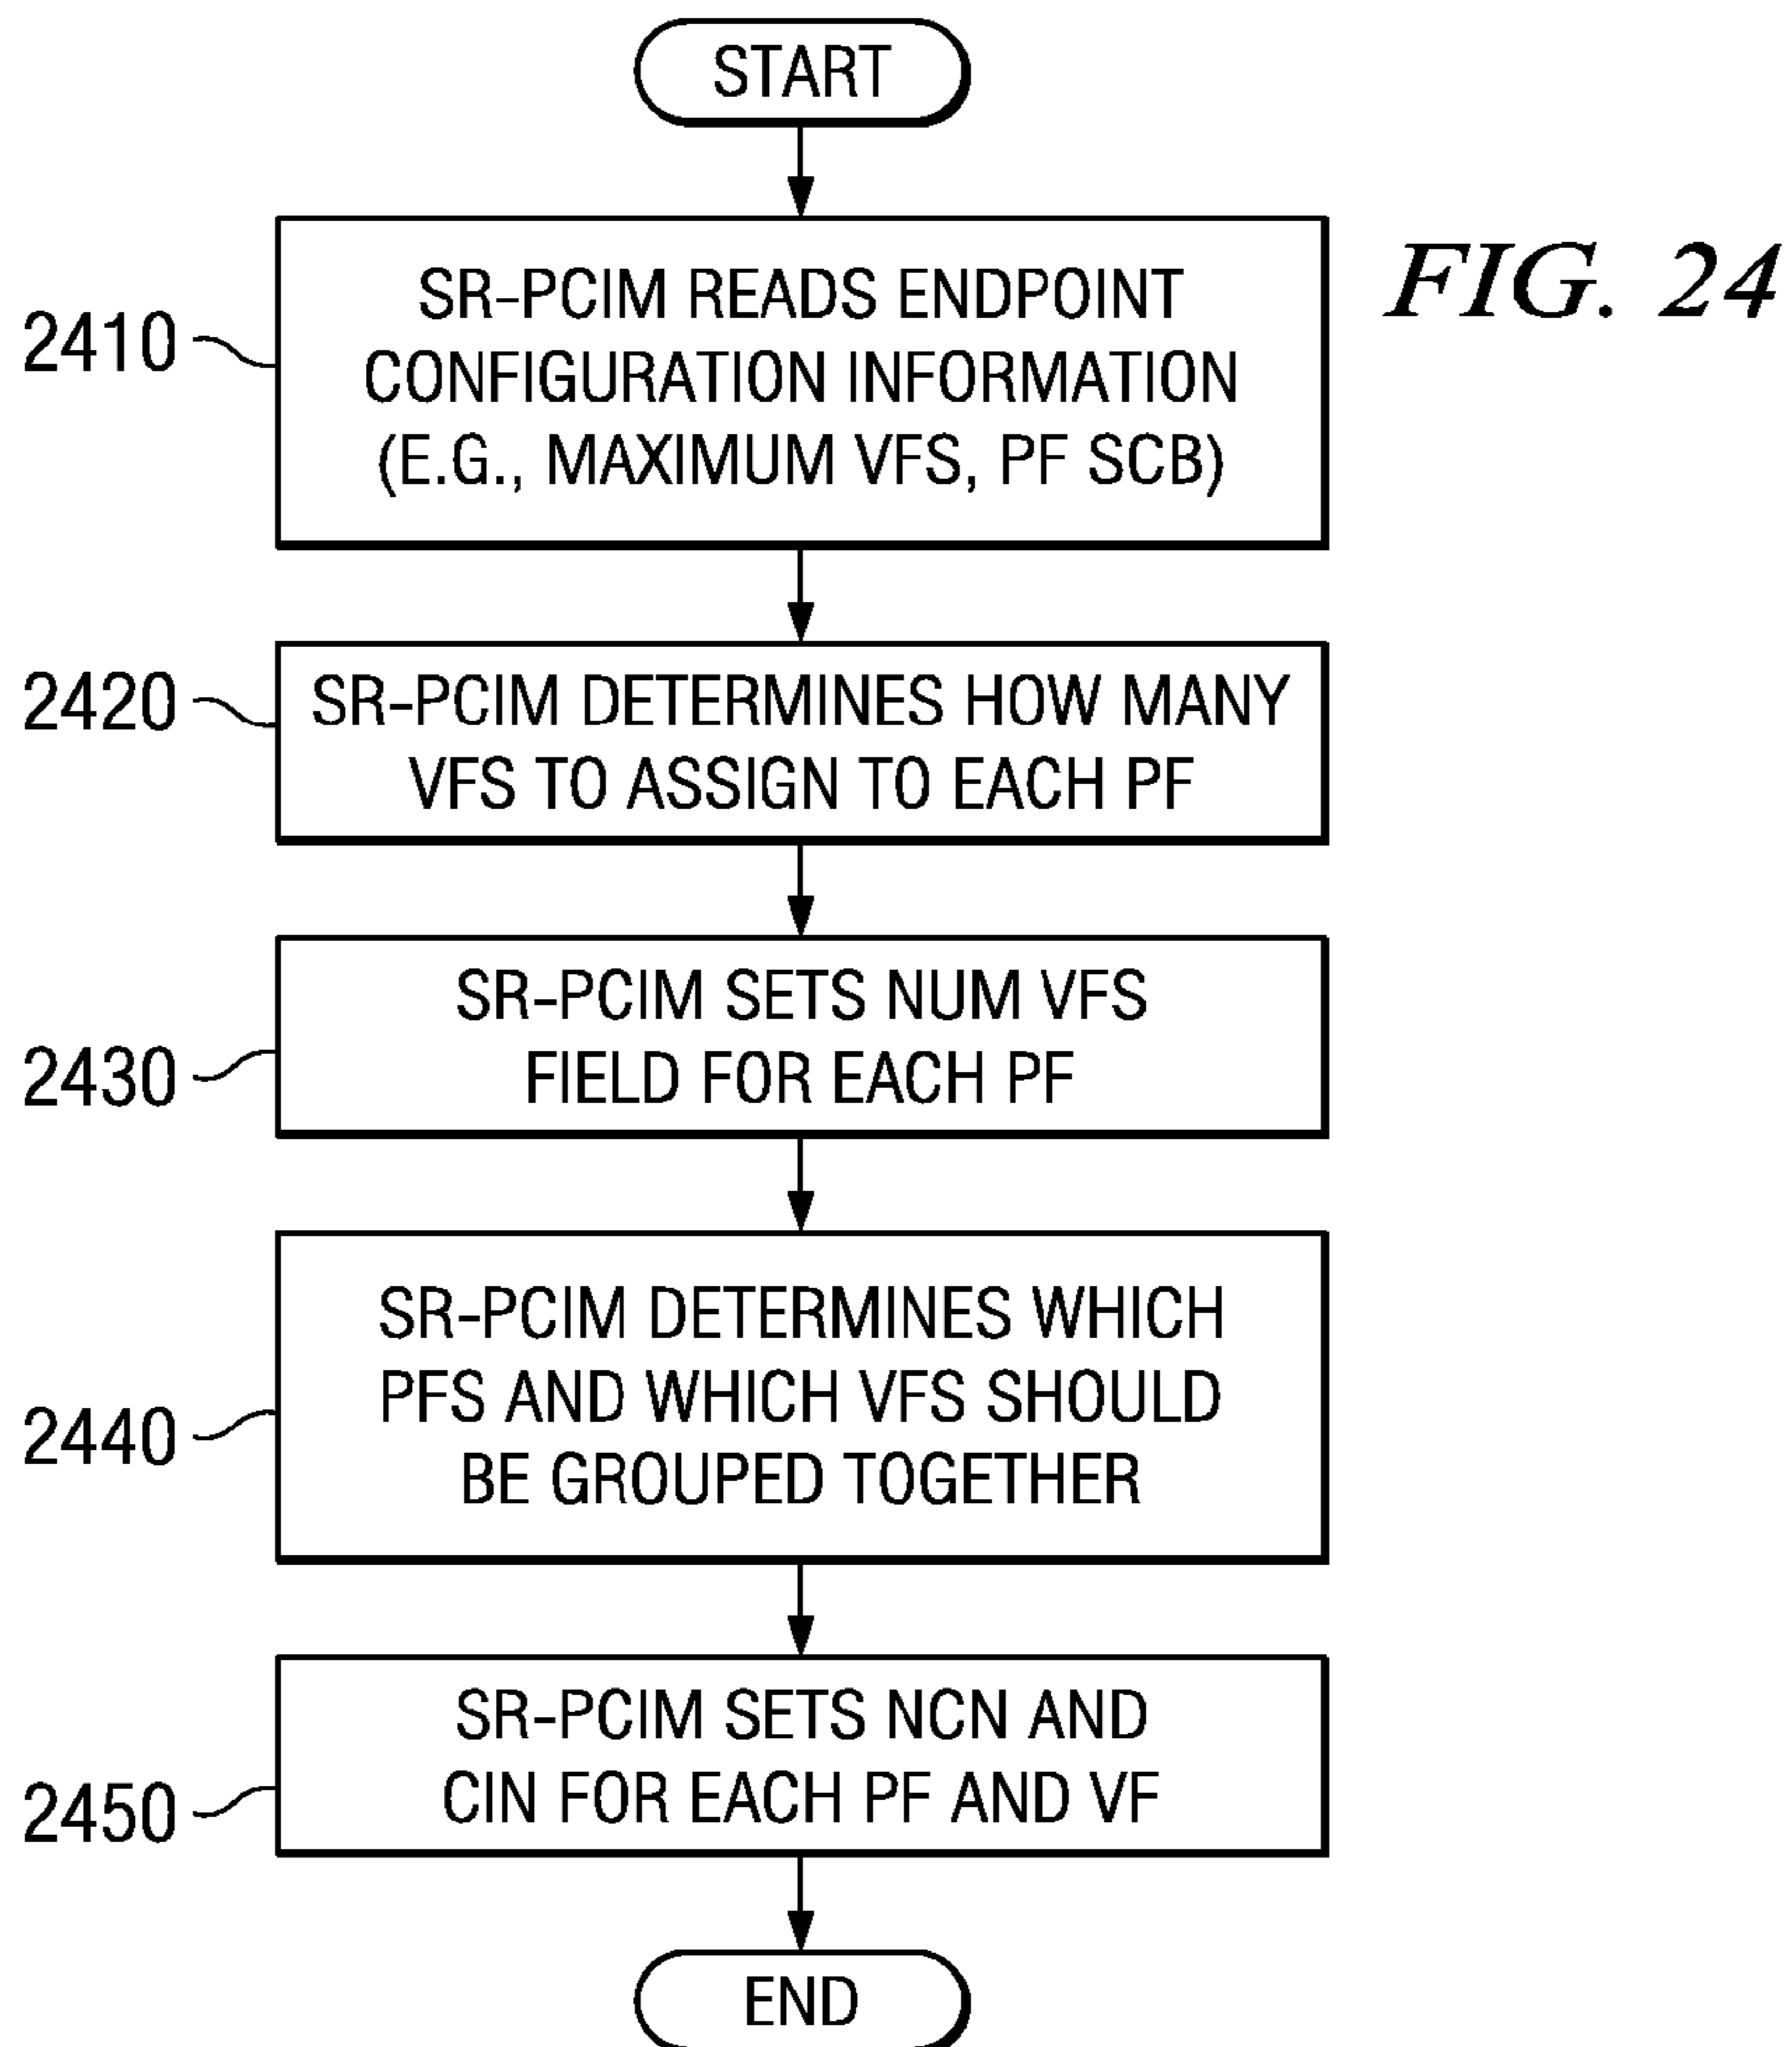 START
FIG. 24
2410
SR-PCIM READS ENDPOINT
CONFIGURATION INFORMATION
(E.G., MAXIMUM VFS, PF SCB)
2420
SR-PCIM DETERMINES HOW MANY
VFS TO ASSIGN TO EACH PF
2430
SR-PCIM SETS NUM VFS
FIELD FOR EACH PF
2440
SR-PCIM DETERMINES WHICH
PFS AND WHICH VFS SHOULD
BE GROUPED TOGETHER
2450
SR-PCIM SETS NCN AND
CIN FOR EACH PF AND VF
END